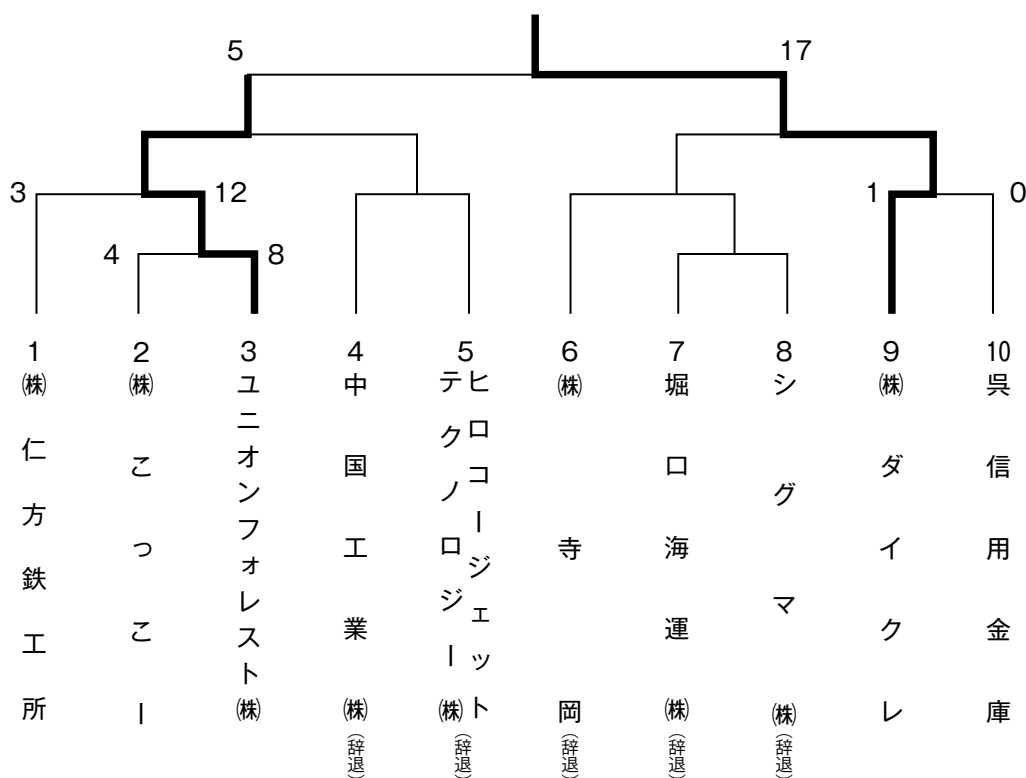 5
17
3
12
1
0
4
8
1
㈱仁方鉄工所
2
㈱こっこー
3
ユニオンフォレスト㈱
4
中国工業㈱(辞退)
5
ヒロコージェット
テクノロジー㈱(辞退)
6
㈱寺岡(辞退)
7
堀口海運㈱(辞退)
8
シグマ㈱(辞退)
9
㈱ダイクレ
10
呉信用金庫